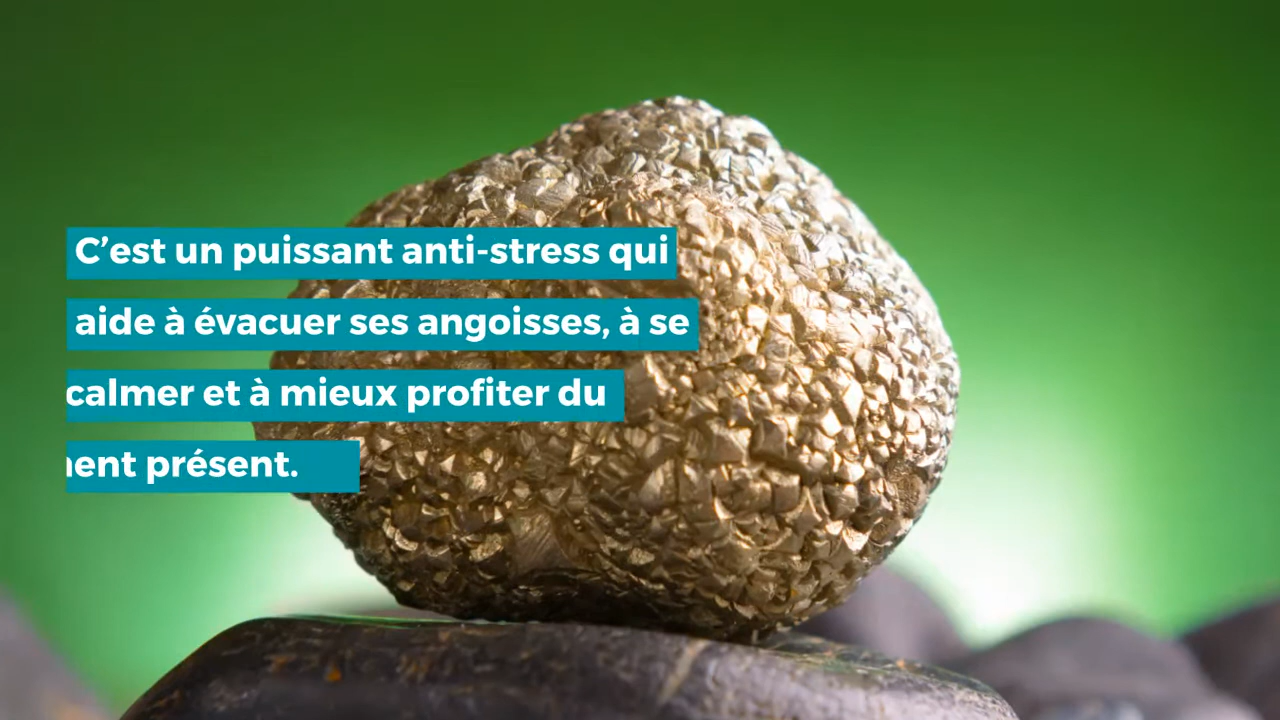 C’est un puissant anti-stress qui
aide à évacuer ses angoisses, à se
calmer et à mieux profiter du
présent.